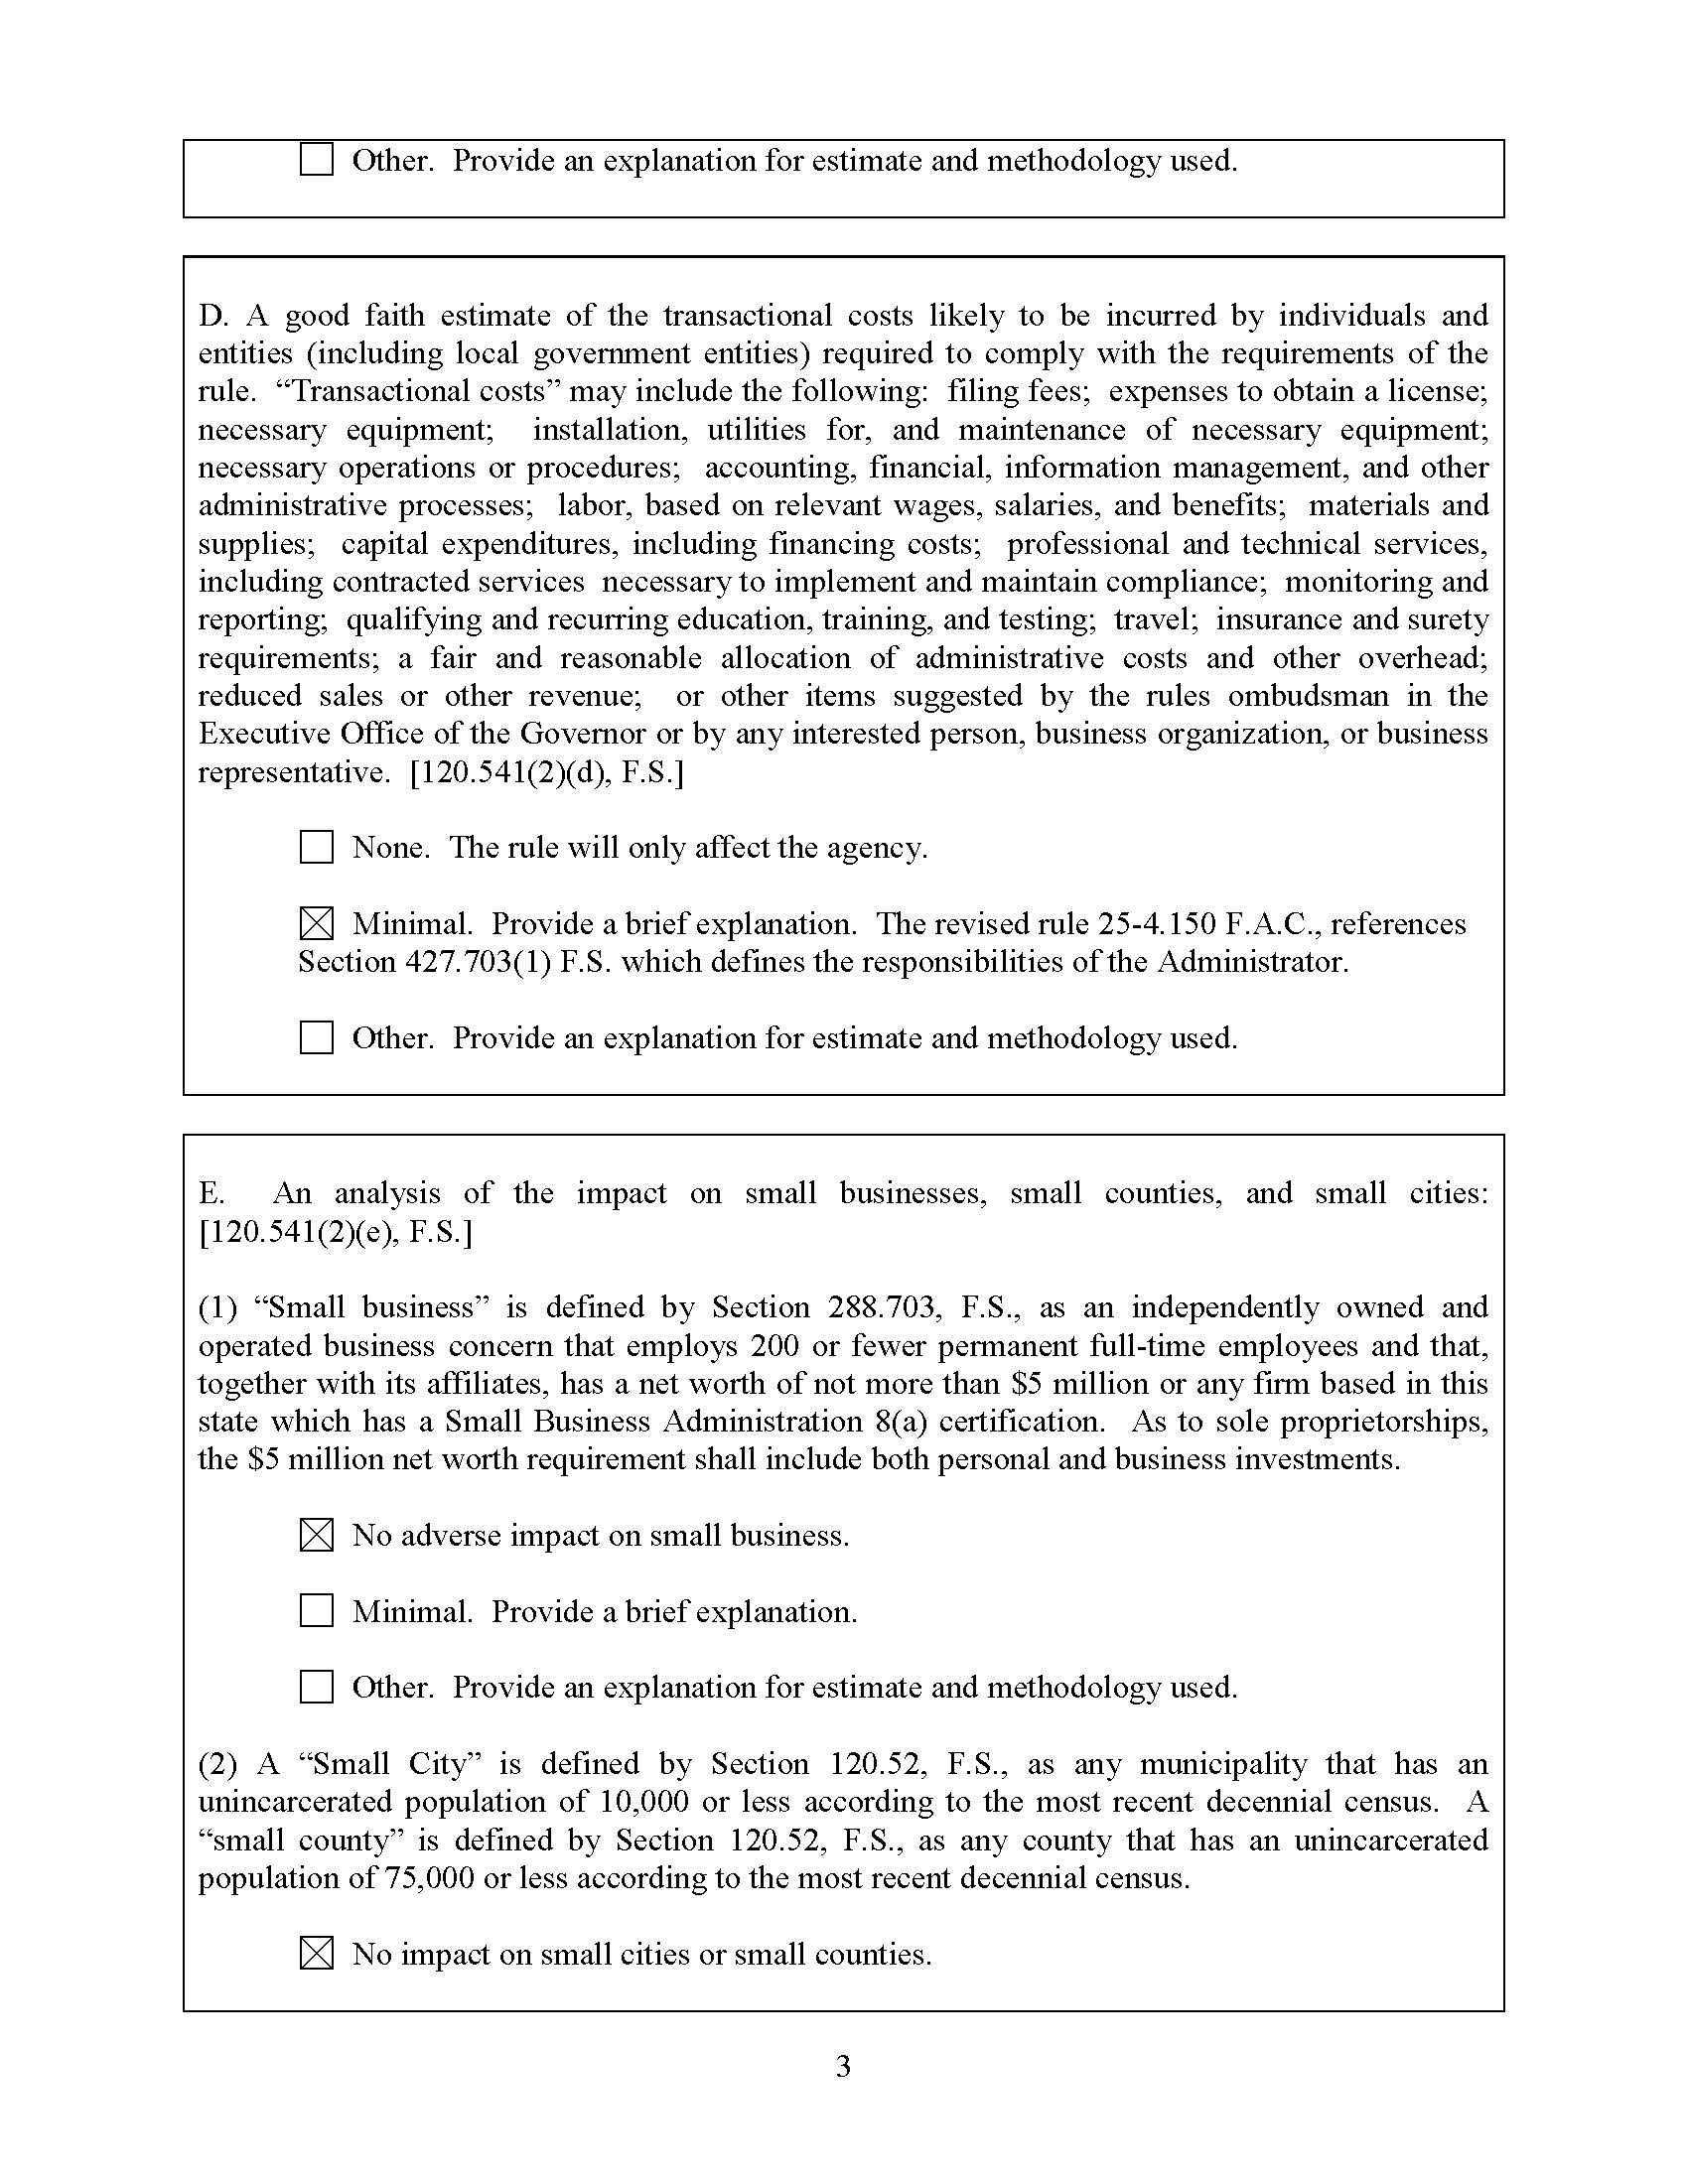 ☐ Other.  Provide an explanation for estimate and methodology used.
D. A good faith estimate of the transactional costs likely to be incurred by individuals and
entities (including local government entities) required to comply with the requirements of the
rule.  “Transactional costs” may include the following:  filing fees;  expenses to obtain a license;
necessary equipment;  installation, utilities for, and maintenance of necessary equipment;
necessary operations or procedures;  accounting, financial, information management, and other
administrative processes;  labor, based on relevant wages, salaries, and benefits;  materials and
supplies;  capital expenditures, including financing costs;  professional and technical services,
including contracted services  necessary to implement and maintain compliance;  monitoring and
reporting;  qualifying and recurring education, training, and testing;  travel;  insurance and surety
requirements; a fair and reasonable allocation of administrative costs and other overhead;
reduced sales or other revenue;  or other items suggested by the rules ombudsman in the
Executive Office of the Governor or by any interested person, business organization, or business
representative.  [120.541(2)(d), F.S.]
☐ None.  The rule will only affect the agency.
☒ Minimal.  Provide a brief explanation.  The revised rule 25-4.150 F.A.C., references
Section 427.703(1) F.S. which defines the responsibilities of the Administrator.
☐ Other.  Provide an explanation for estimate and methodology used.
E.  An analysis of the impact on small businesses, small counties, and small cities:
[120.541(2)(e), F.S.]
(1) “Small business” is defined by Section 288.703, F.S., as an independently owned and
operated business concern that employs 200 or fewer permanent full-time employees and that,
together with its affiliates, has a net worth of not more than $5 million or any firm based in this
state which has a Small Business Administration 8(a) certification.  As to sole proprietorships,
the $5 million net worth requirement shall include both personal and business investments.
☒ No adverse impact on small business.
☐ Minimal.  Provide a brief explanation.
☐ Other.  Provide an explanation for estimate and methodology used.
(2) A “Small City” is defined by Section 120.52, F.S., as any municipality that has an
unincarcerated population of 10,000 or less according to the most recent decennial census.  A
“small county” is defined by Section 120.52, F.S., as any county that has an unincarcerated
population of 75,000 or less according to the most recent decennial census.
☒ No impact on small cities or small counties.
3